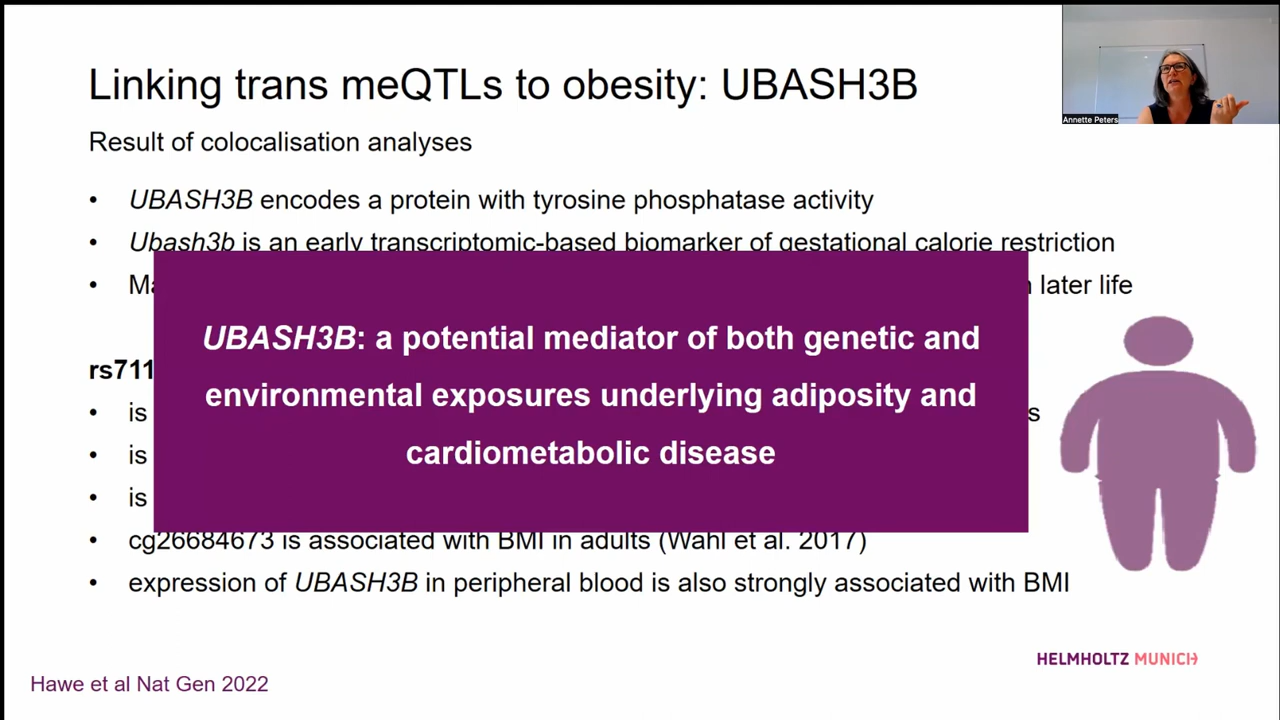 Linking trans meQTLs to obesity: UBASH3B
Annette Peters
Result of colocalisation analyses
• UBASH3B encodes a protein with tyrosine phosphatase activity
• Ubash3b is an early transcriptomic-based biomarker of gestational calorie restriction
• later life
UBASH3B: a potential mediator of both genetic and
environmental exposures underlying adiposity and
cardiometabolic disease
rs711
• is
• is
• is
• cg26684673 is associated with BMI in adults (Wahl et al. 2017)
• expression of UBASH3B in peripheral blood is also strongly associated with BMI
HELMHOLTZ MUNICH
Hawe et al Nat Gen 2022